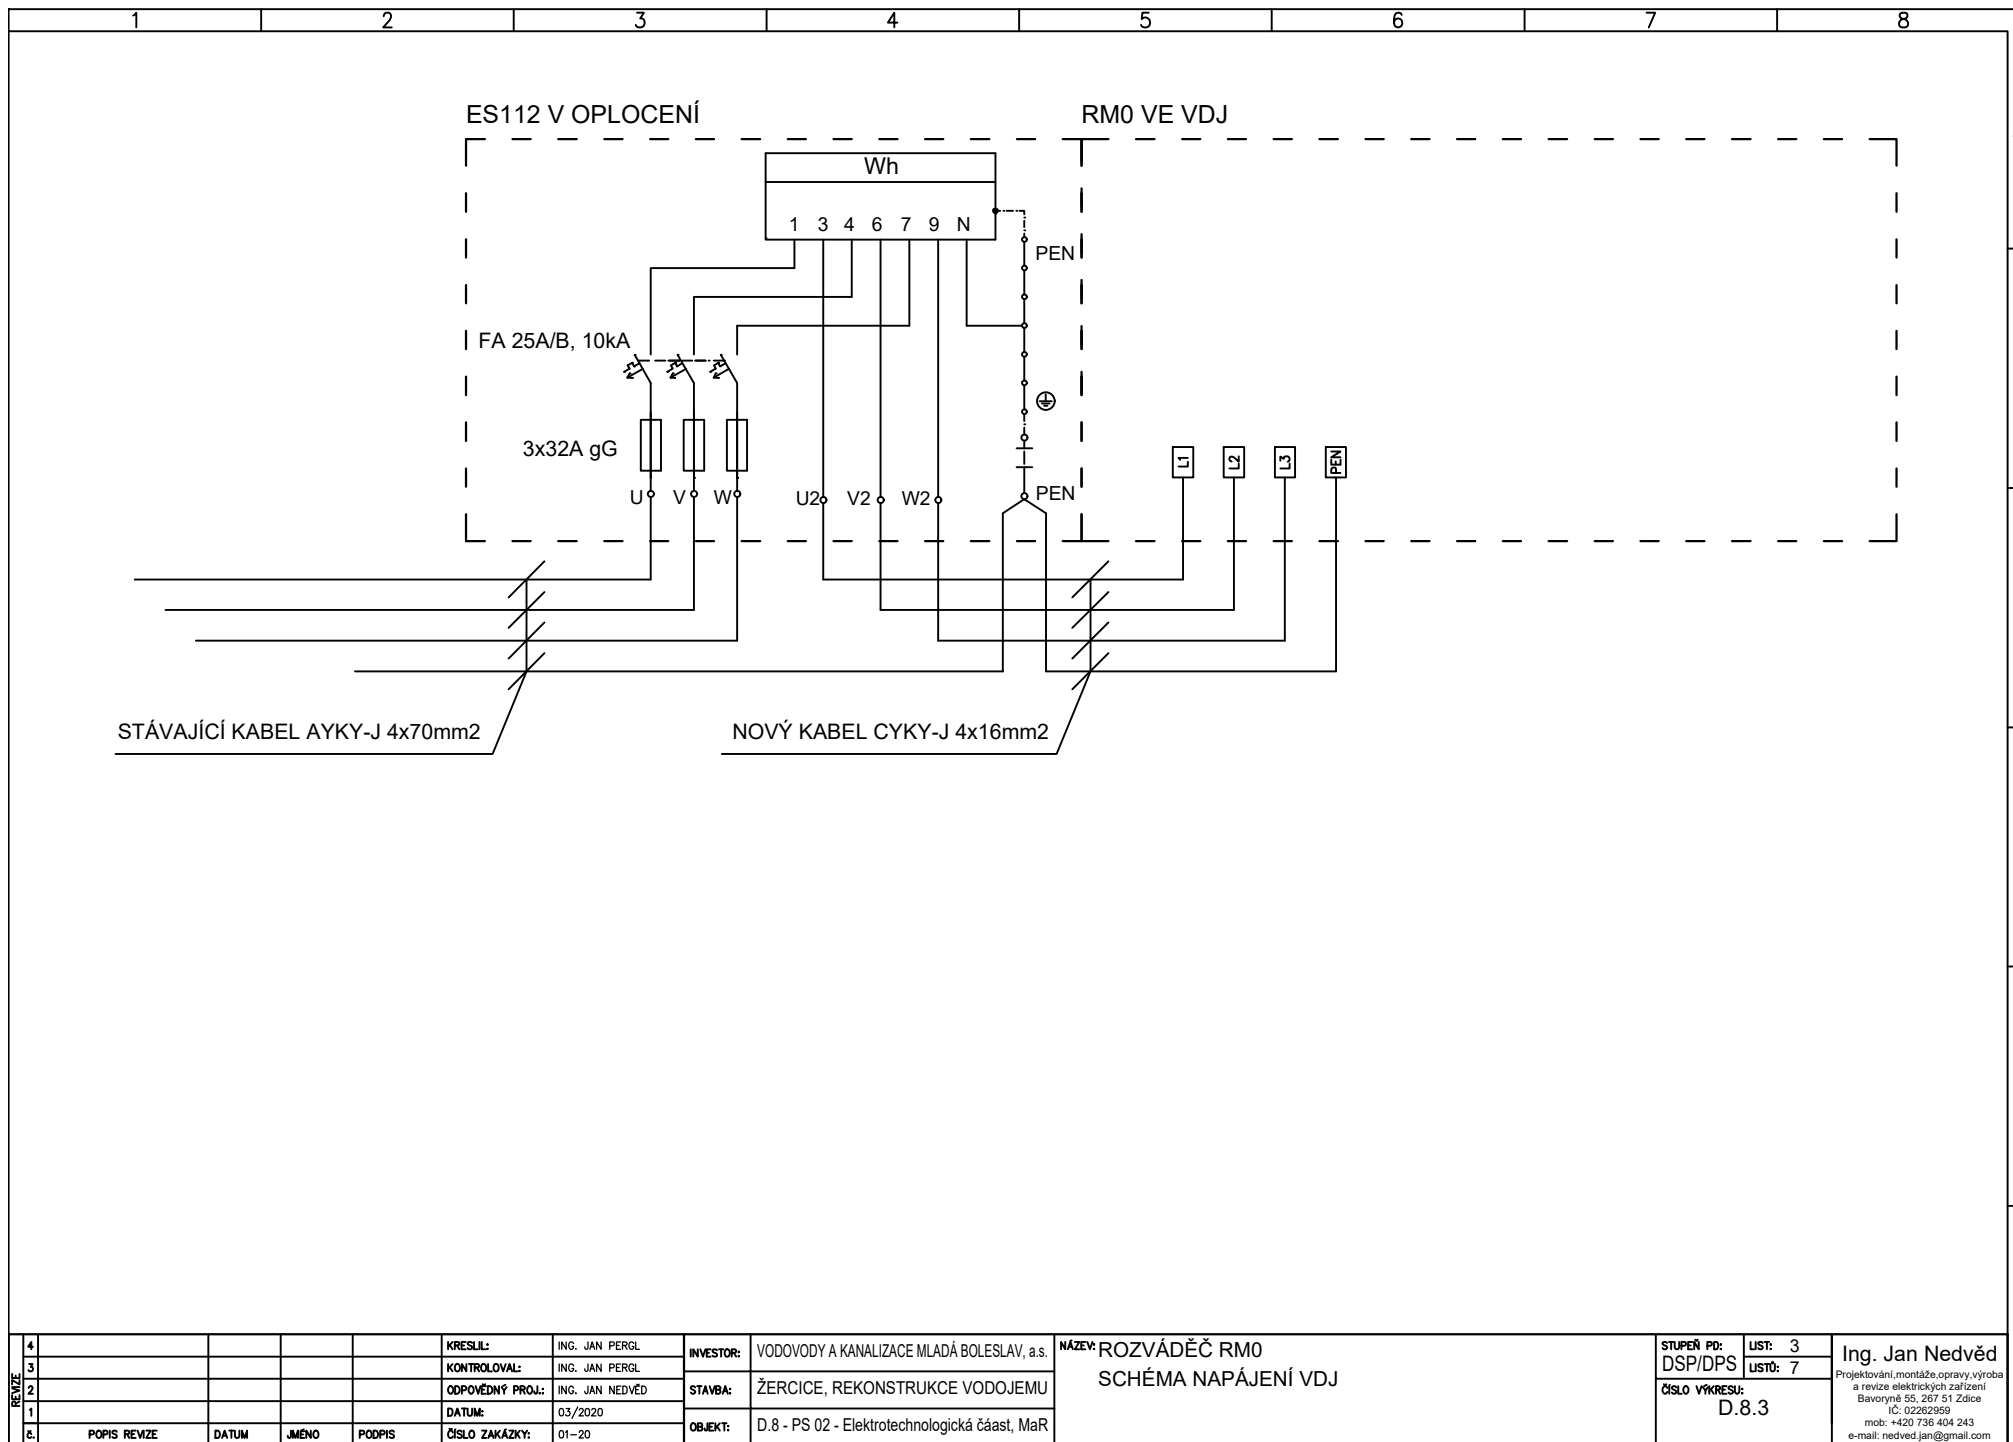 1 2 3 4 5 6 7 8
ES112 V OPLOCENÍ
RM0 VE VDJ
Wh
1 3 4 6 7 9 N
PEN
FA 25A/B, 10kA
3x32A gG
L1 L2 L3 PEN
U V W U2 V2 W2 PEN
STÁVAJÍCÍ KABEL AYKY-J 4x70mm2
NOVÝ KABEL CYKY-J 4x16mm2
REVIZE
4
3
2
1
č. POPIS REVIZE DATUM JMÉNO PODPIS
KRESLIL: ING. JAN PERGL
KONTROLOVAL: ING. JAN PERGL
ODPOVĚDNÝ PROJ.: ING. JAN NEDVĚD
DATUM: 03/2020
ČÍSLO ZAKÁZKY: 01-20
INVESTOR: VODOVODY A KANALIZACE MLADÁ BOLESLAV, a.s.
STAVBA: ŽERCICE, REKONSTRUKCE VODOJEMU
OBJEKT: D.8 - PS 02 - Elektrotechnologická čáast, MaR
NÁZEV: ROZVÁDĚČ RM0
SCHÉMA NAPÁJENÍ VDJ
STUPEŇ PD:
DSP/DPS
LIST: 3
LISTŮ: 7
ČÍSLO VÝKRESU:
D.8.3
Ing. Jan Nedvěd
Projektování,montáže,opravy,výroba
a revize elektrických zařízení
Bavoryně 55, 267 51 Zdice
IČ: 02262959
mob: +420 736 404 243
e-mail: nedved.jan@gmail.com